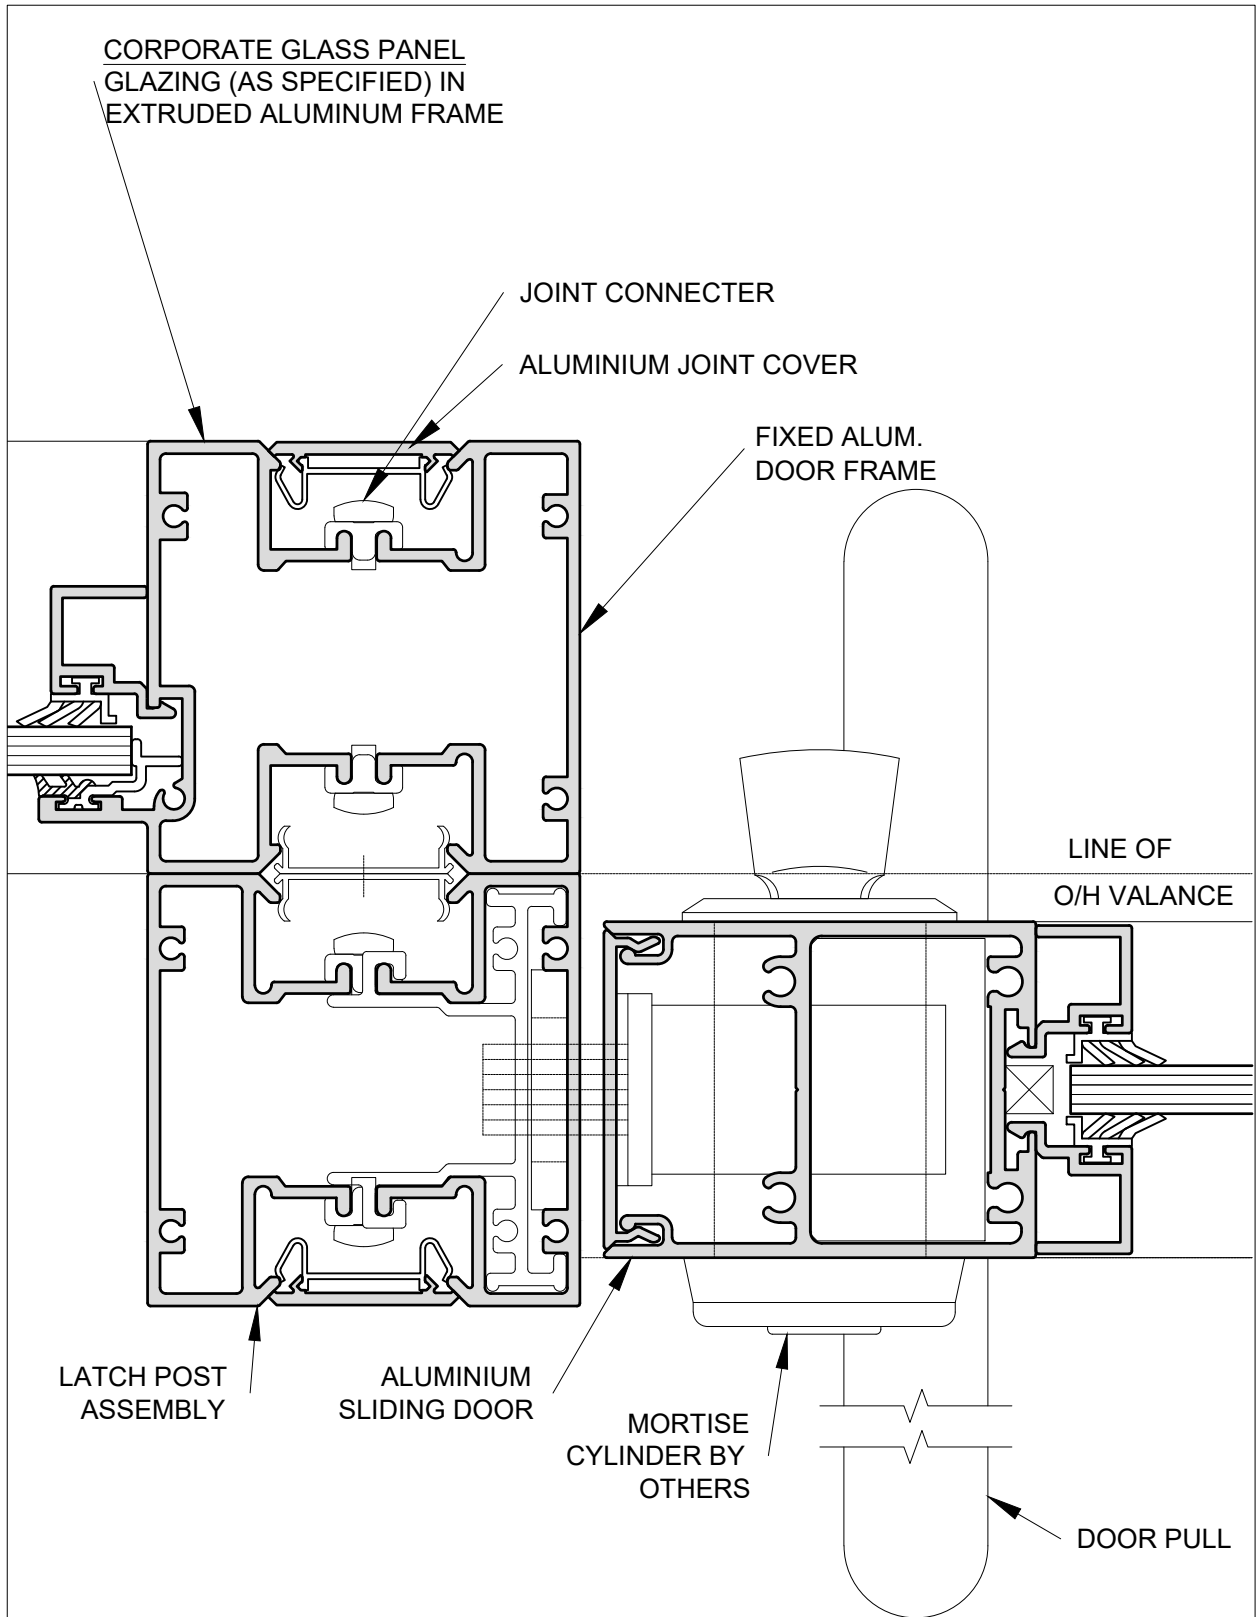 CORPORATE GLASS PANEL
GLAZING (AS SPECIFIED) IN
EXTRUDED ALUMINUM FRAME
JOINT CONNECTER
ALUMINIUM JOINT COVER
FIXED ALUM.
DOOR FRAME
LINE OF
O/H VALANCE
LATCH POST
ASSEMBLY
ALUMINIUM
SLIDING DOOR
MORTISE
CYLINDER BY
OTHERS
DOOR PULL